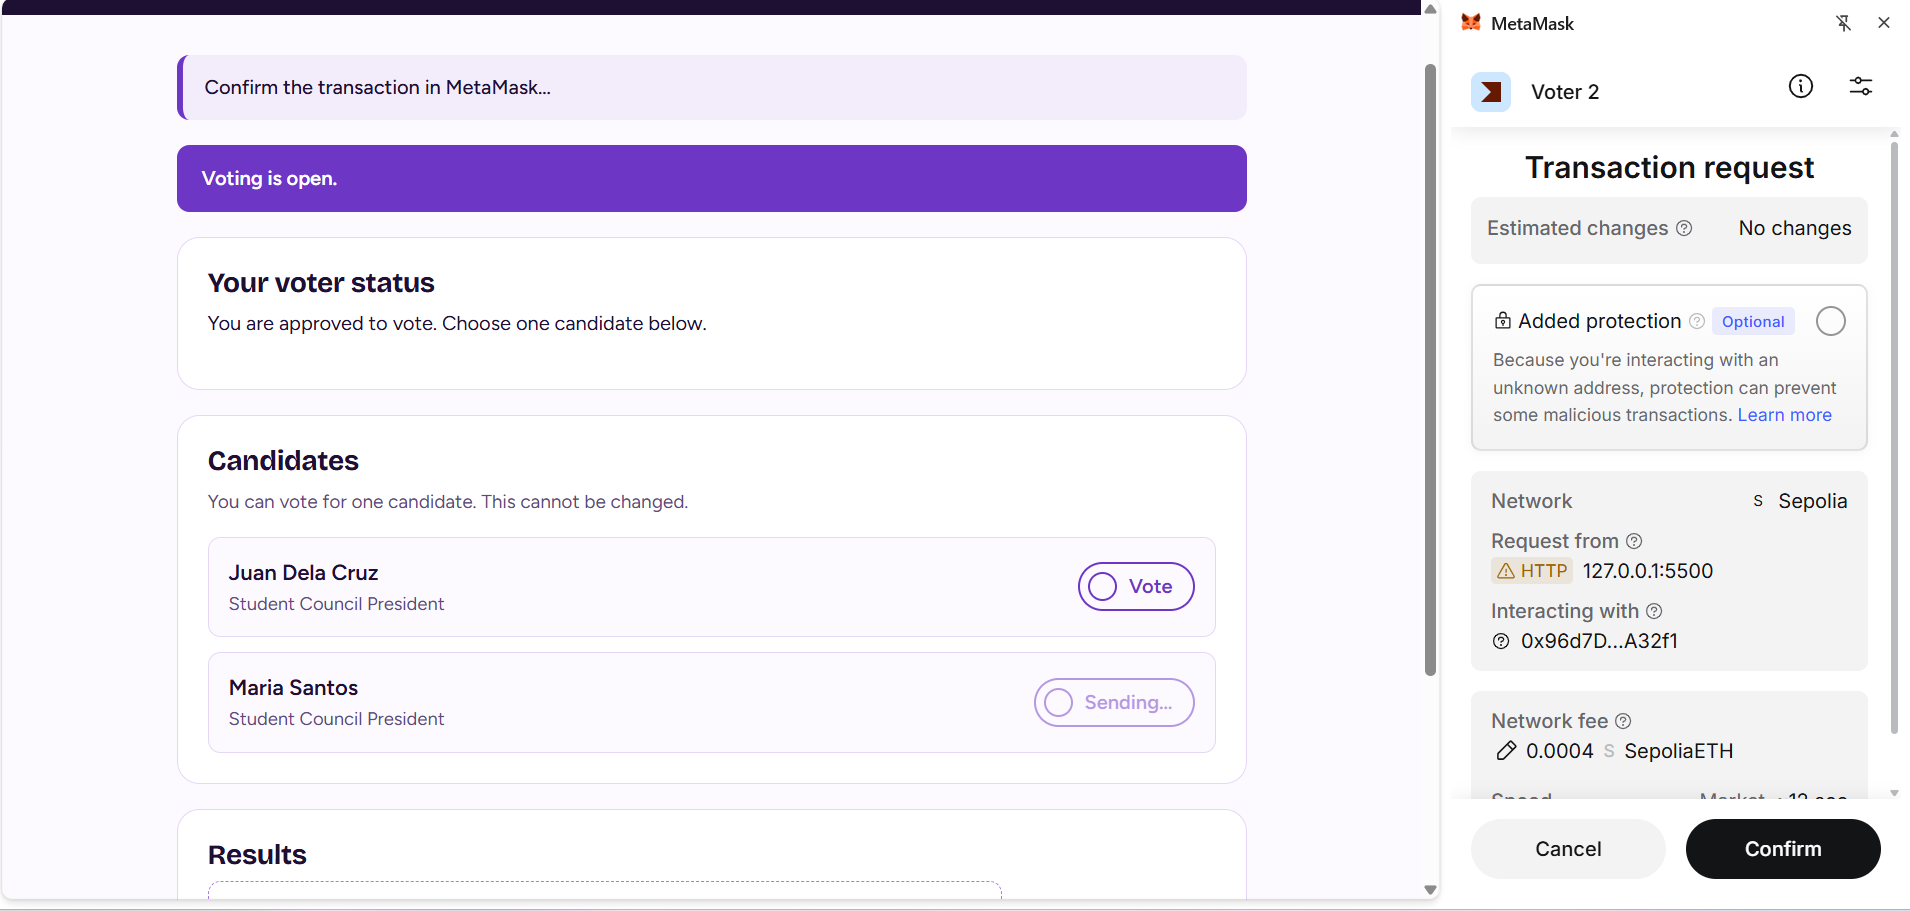 Confirm the transaction in MetaMask...
Voting is open.
Your voter status
You are approved to vote. Choose one candidate below.
Candidates
You can vote for one candidate. This cannot be changed.
Juan Dela Cruz
Student Council President
Vote
Maria Santos
Student Council President
Sending...
Results
MetaMask
Voter 2
Transaction request
Estimated changes No changes
Added protection Optional
Because you're interacting with an
unknown address, protection can prevent
some malicious transactions. Learn more
Network S Sepolia
Request from
HTTP 127.0.0.1:5500
Interacting with
0x96d7D...A32f1
Network fee
0.0004 S SepoliaETH
Cancel Confirm